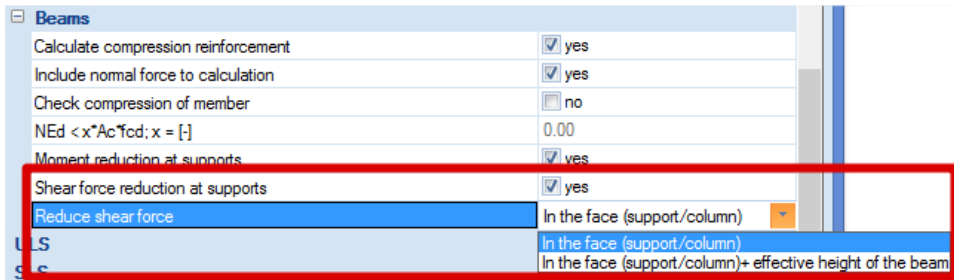 Beams
Calculate compression reinforcement yes
Include normal force to calculation yes
Check compression of member no
NEd < x*Ac*fcd; x = [-] 0.00
Moment reduction at supports yes
Shear force reduction at supports yes
Reduce shear force In the face (support/column)
ULS In the face (support/column)
SLS In the face (support/column)+ effective height of the beam